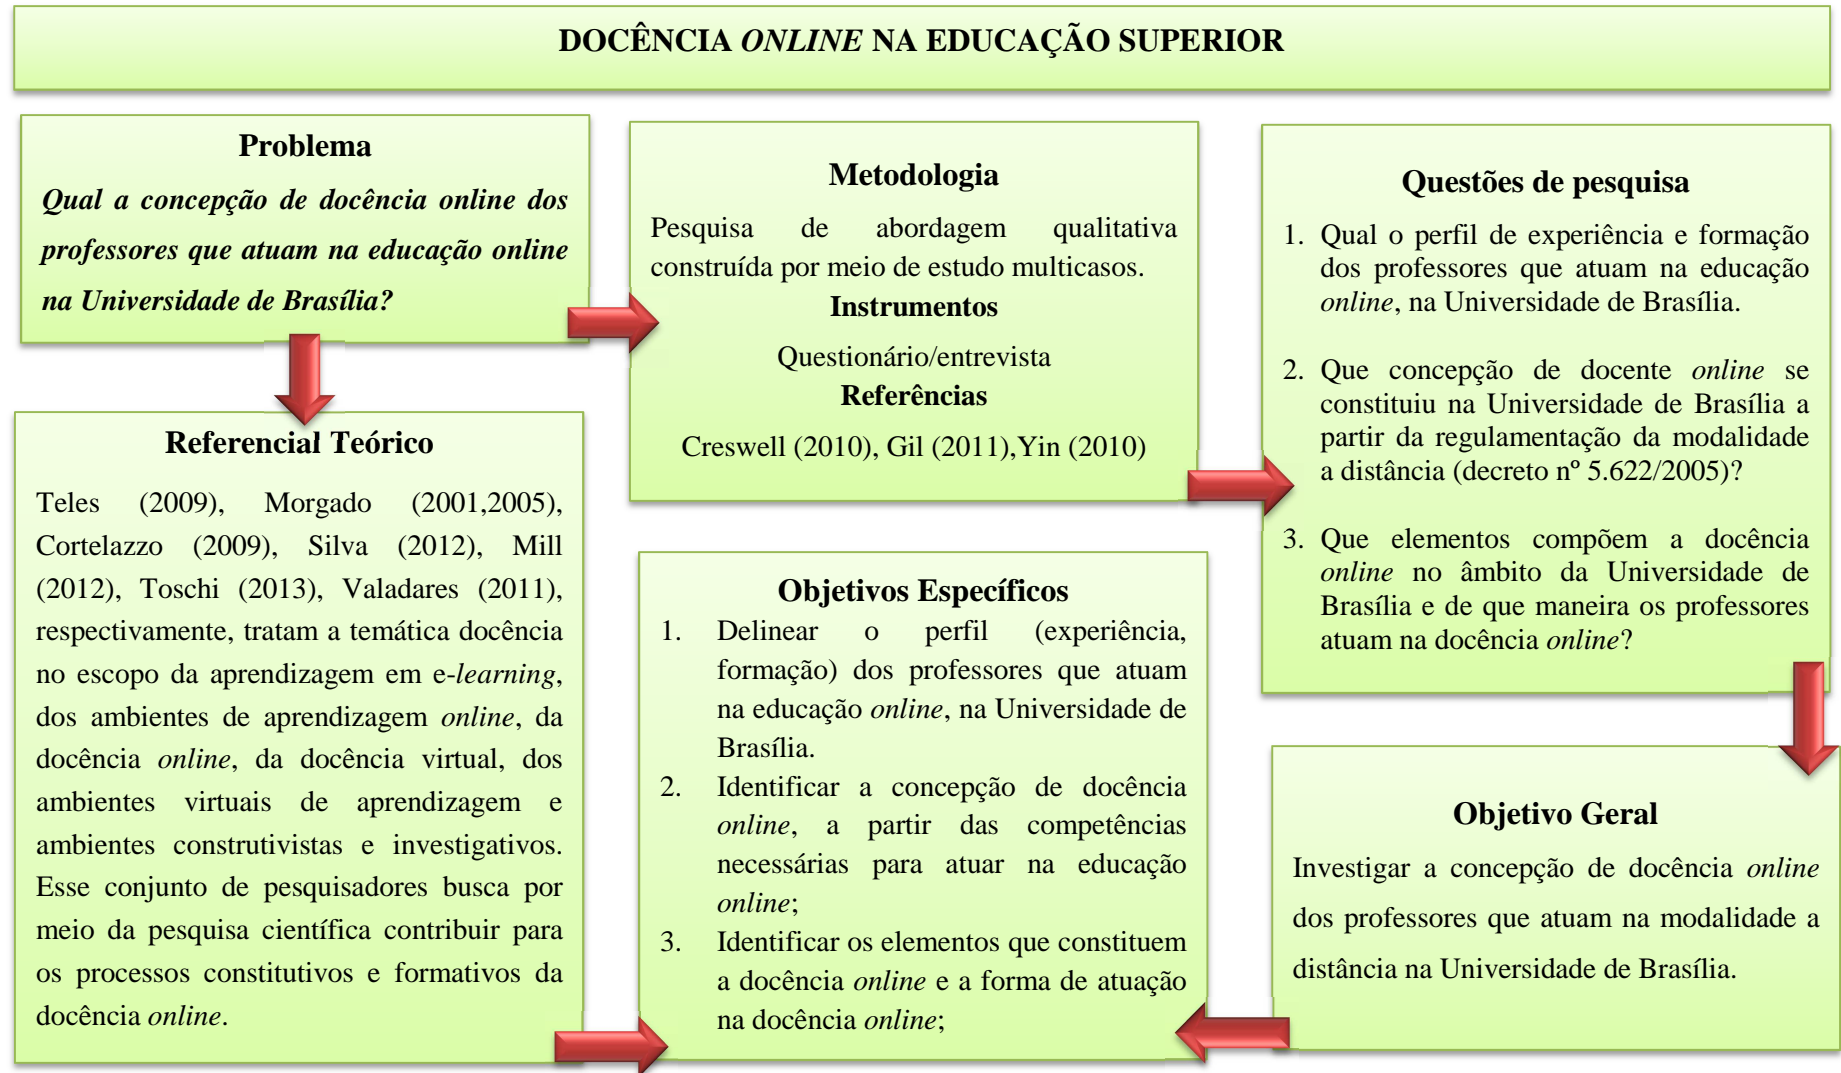 DOCÊNCIA ONLINE NA EDUCAÇÃO SUPERIOR
Problema
Qual a concepção de docência online dos
professores que atuam na educação online
na Universidade de Brasília?
Metodologia
Pesquisa de abordagem qualitativa
construída por meio de estudo multicasos.
Instrumentos
Questionário/entrevista
Referências
Creswell (2010), Gil (2011),Yin (2010)
Questões de pesquisa
1. Qual o perfil de experiência e formação
dos professores que atuam na educação
online, na Universidade de Brasília.
2. Que concepção de docente online se
constituiu na Universidade de Brasília a
partir da regulamentação da modalidade
a distância (decreto nº 5.622/2005)?
3. Que elementos compõem a docência
online no âmbito da Universidade de
Brasília e de que maneira os professores
atuam na docência online?
Referencial Teórico
Teles (2009), Morgado (2001,2005),
Cortelazzo (2009), Silva (2012), Mill
(2012), Toschi (2013), Valadares (2011),
respectivamente, tratam a temática docência
no escopo da aprendizagem em e-learning,
dos ambientes de aprendizagem online, da
docência online, da docência virtual, dos
ambientes virtuais de aprendizagem e
ambientes construtivistas e investigativos.
Esse conjunto de pesquisadores busca por
meio da pesquisa científica contribuir para
os processos constitutivos e formativos da
docência online.
Objetivos Específicos
1. Delinear o perfil (experiência,
formação) dos professores que atuam
na educação online, na Universidade de
Brasília.
2. Identificar a concepção de docência
online, a partir das competências
necessárias para atuar na educação
online;
3. Identificar os elementos que constituem
a docência online e a forma de atuação
na docência online;
Objetivo Geral
Investigar a concepção de docência online
dos professores que atuam na modalidade a
distância na Universidade de Brasília.